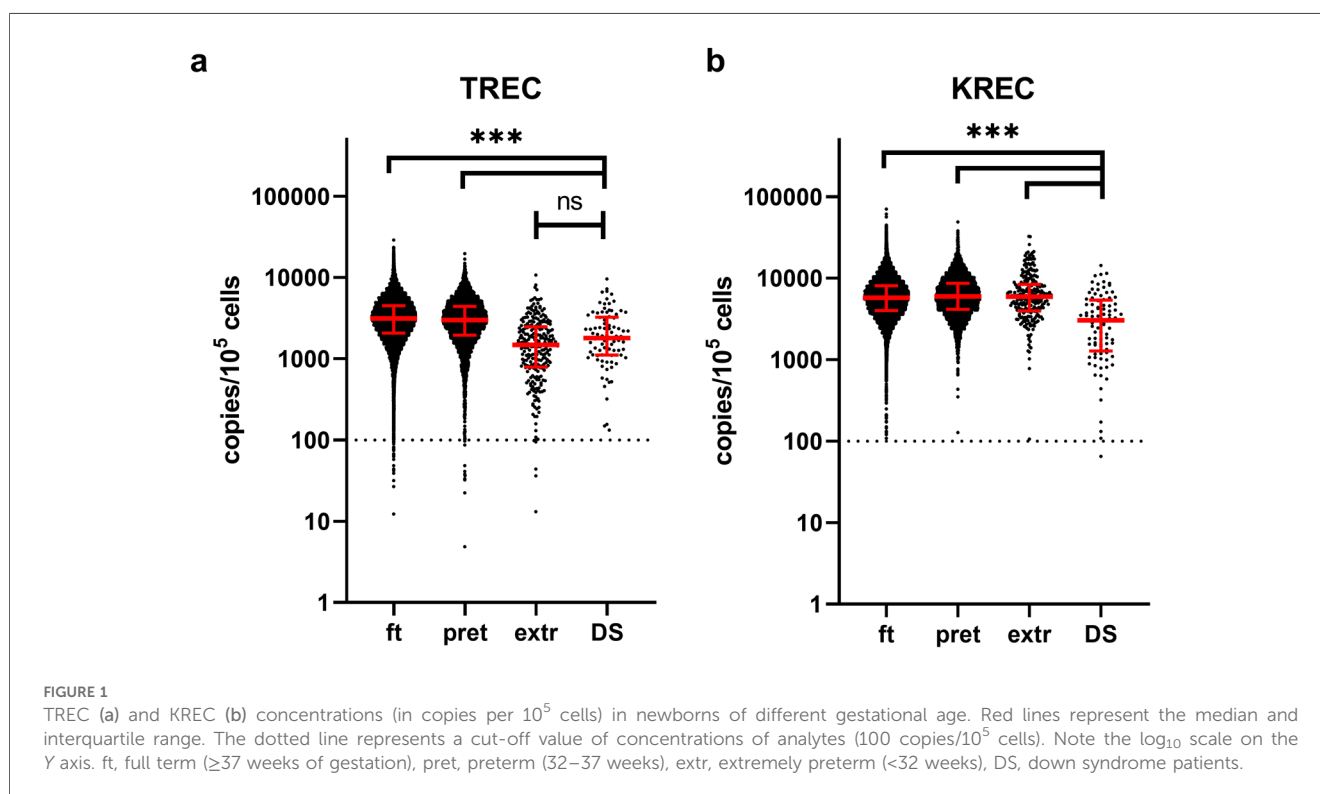 a
TREC
***
ns
copies/10⁵ cells
100000
10000
1000
100
10
1
ft pret extr DS
b
KREC
***
copies/10⁵ cells
100000
10000
1000
100
10
1
ft pret extr DS
FIGURE 1
TREC (a) and KREC (b) concentrations (in copies per 10⁵ cells) in newborns of different gestational age. Red lines represent the median and
interquartile range. The dotted line represents a cut-off value of concentrations of analytes (100 copies/10⁵ cells). Note the log₁₀ scale on the
Y axis. ft, full term (≥37 weeks of gestation), pret, preterm (32–37 weeks), extr, extremely preterm (<32 weeks), DS, down syndrome patients.